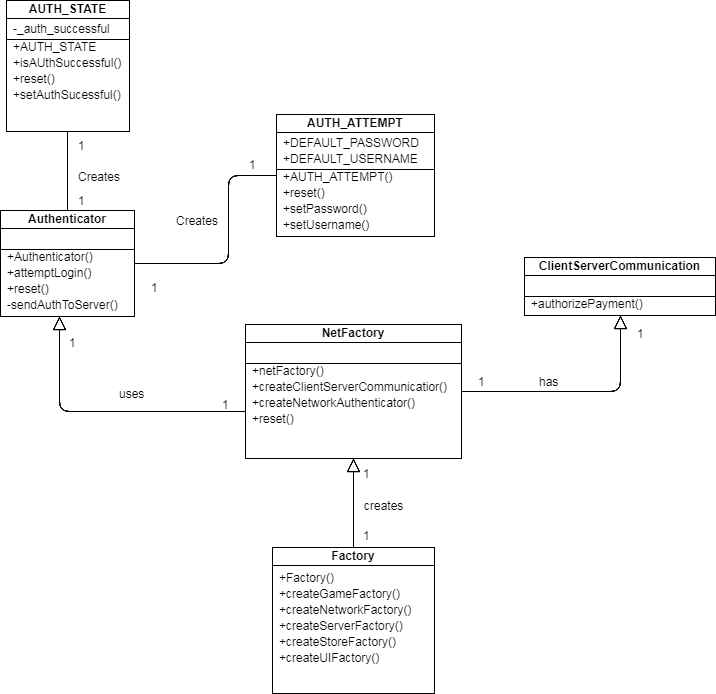 AUTH_STATE
-_auth_successful
+AUTH_STATE
+isAUthSuccessful()
+reset()
+setAuthSucessful()
1
Creates
1
AUTH_ATTEMPT
+DEFAULT_PASSWORD
+DEFAULT_USERNAME
+AUTH_ATTEMPT()
+reset()
+setPassword()
+setUsername()
1
Creates
1
Authenticator
+Authenticator()
+attemptLogin()
+reset()
-sendAuthToServer()
1
uses
1
ClientServerCommunication
+authorizePayment()
1
has
1
NetFactory
+netFactory()
+createClientServerCommunicatior()
+createNetworkAuthenticator()
+reset()
1
creates
1
Factory
+Factory()
+createGameFactory()
+createNetworkFactory()
+createServerFactory()
+createStoreFactory()
+createUIFactory()